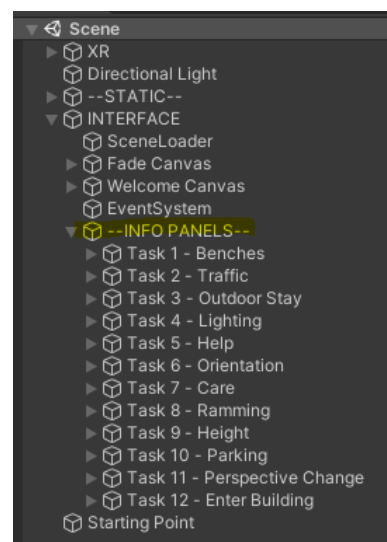 Scene
XR
Directional Light
--STATIC--
INTERFACE
SceneLoader
Fade Canvas
Welcome Canvas
EventSystem
--INFO PANELS--
Task 1 - Benches
Task 2 - Traffic
Task 3 - Outdoor Stay
Task 4 - Lighting
Task 5 - Help
Task 6 - Orientation
Task 7 - Care
Task 8 - Ramming
Task 9 - Height
Task 10 - Parking
Task 11 - Perspective Change
Task 12 - Enter Building
Starting Point